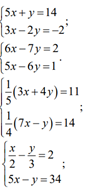 {5x + y = 14
{3x - 2y = -2;
{6x - 7y = 2
{5x - 6y = 1;
{1/5(3x + 4y) = 11
{1/4(7x - y) = 14;
{x/2 - y/3 = 2
{5x - y = 34